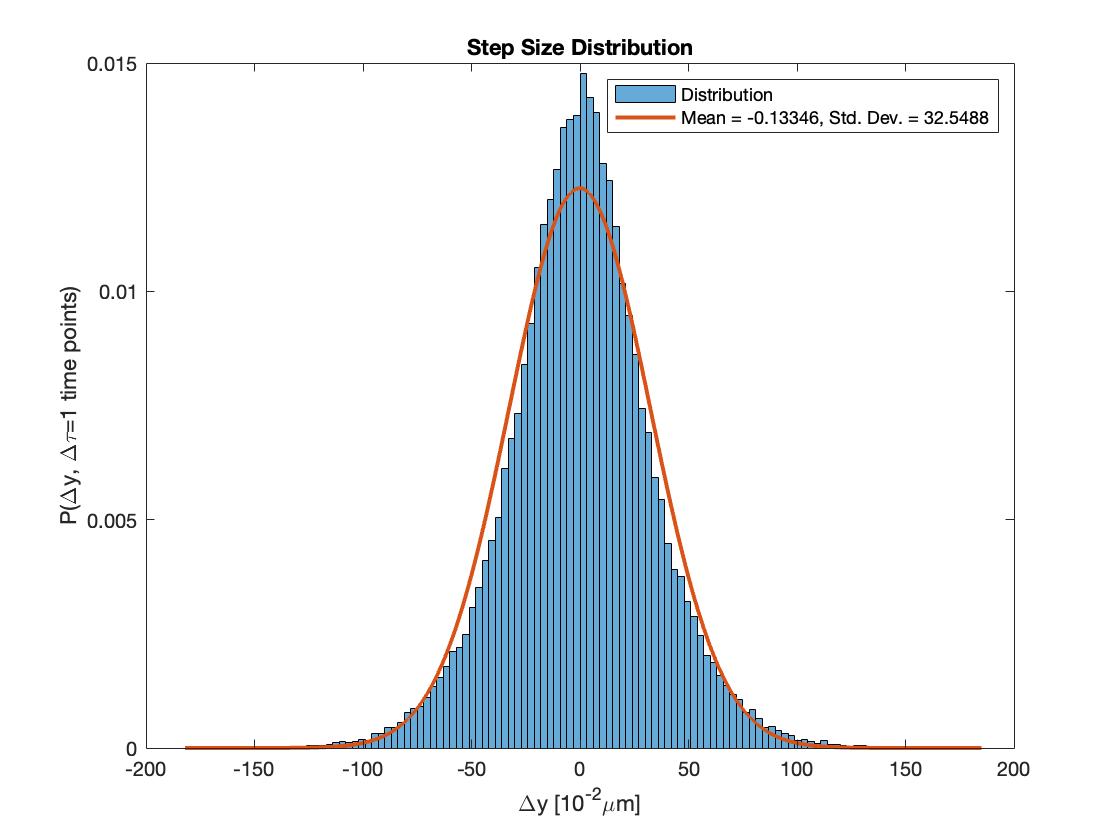 Step Size Distribution
Distribution
Mean = -0.13346, Std. Dev. = 32.5488
P(Δy, Δτ=1 time points)
0.015
0.01
0.005
0
-200 -150 -100 -50 0 50 100 150 200
Δy [10⁻²μm]